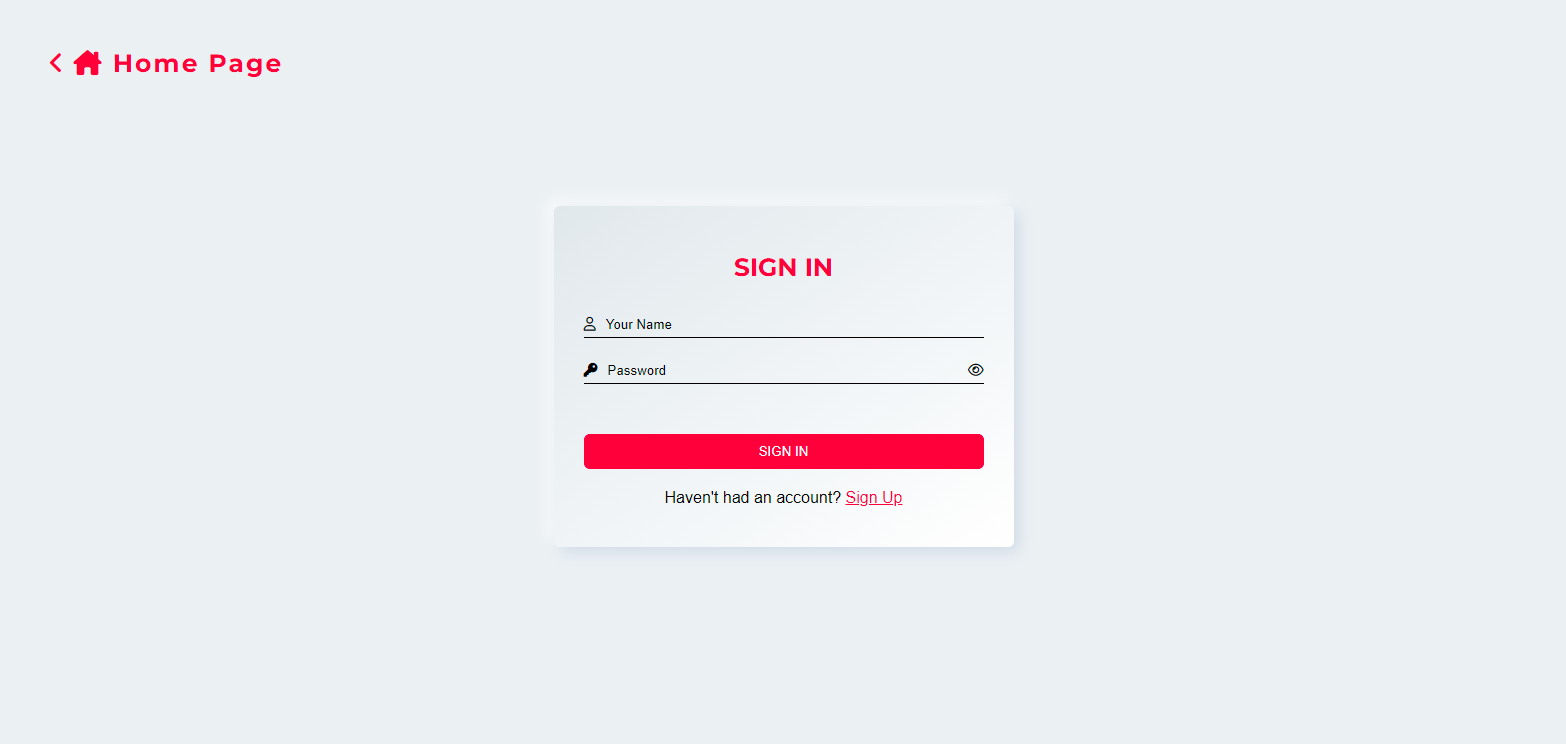 Home Page
SIGN IN
Your Name
Password
SIGN IN
Haven't had an account? Sign Up